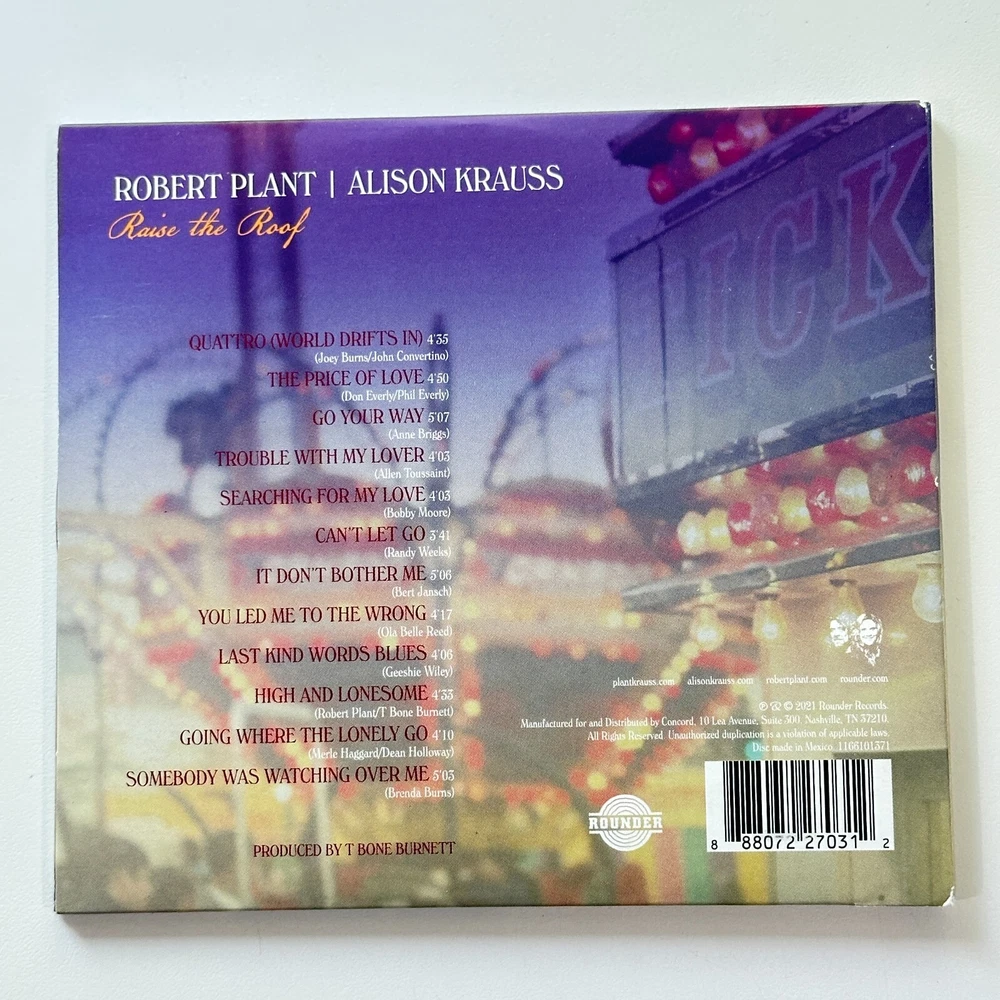 ROBERT PLANT | ALISON KRAUSS
Raise the Roof
ICK
QUATTRO (WORLD DRIFTS IN) 4'35
(Joey Burns/John Convertino)
THE PRICE OF LOVE 4'50
(Don Everly/Phil Everly)
GO YOUR WAY 5'07
(Anne Briggs)
TROUBLE WITH MY LOVER 4'03
(Allen Toussaint)
SEARCHING FOR MY LOVE 4'03
(Bobby Moore)
CAN'T LET GO 3'41
(Randy Weeks)
IT DON'T BOTHER ME 5'06
(Bert Jansch)
YOU LED ME TO THE WRONG 4'17
(Ola Belle Reed)
LAST KIND WORDS BLUES 4'06
(Geeshie Wiley)
HIGH AND LONESOME 4'33
(Robert Plant/T Bone Burnett)
GOING WHERE THE LONELY GO 4'10
(Merle Haggard/Dean Holloway)
SOMEBODY WAS WATCHING OVER ME 5'03
(Brenda Burns)
PRODUCED BY T BONE BURNETT
plantkrauss.com alisonkrauss.com robertplant.com rounder.com
℗ © 2021 Rounder Records.
Manufactured for and Distributed by Concord, 10 Lea Avenue, Suite 300, Nashville, TN 37210.
All Rights Reserved. Unauthorized duplication is a violation of applicable laws.
Disc made in Mexico. 1166101371
ROUNDER
8 88072 27031 2